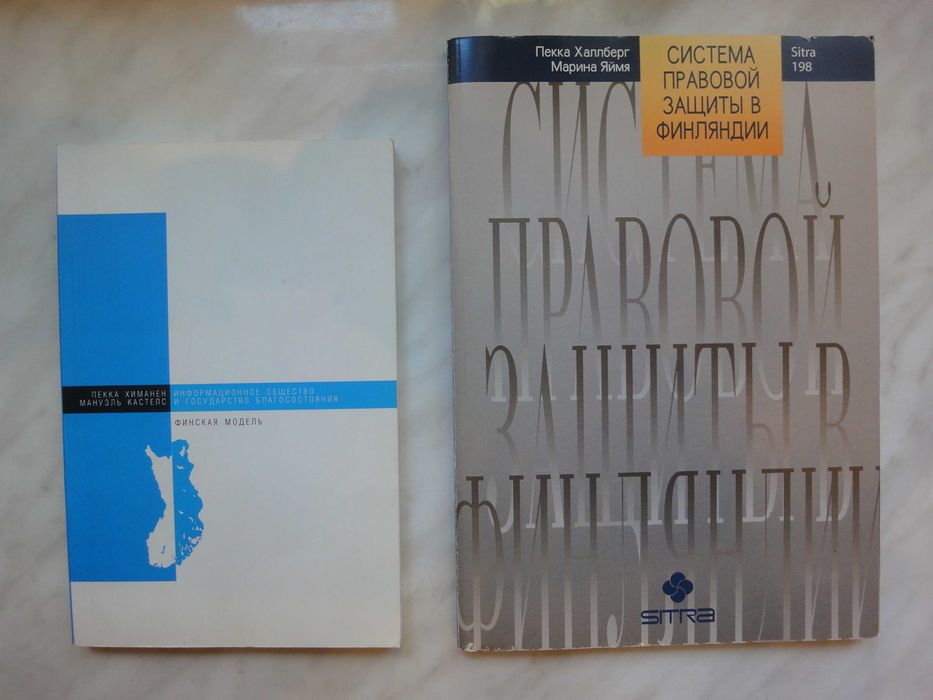 ПЕККА ХИМАНЕН
МАНУЭЛЬ КАСТЕЛС
ИНФОРМАЦИОННОЕ ОБЩЕСТВО
И ГОСУДАРСТВО БЛАГОСОСТОЯНИЯ
ФИНСКАЯ МОДЕЛЬ
Пекка Халлберг
Марина Яймя
СИСТЕМА
ПРАВОВОЙ
ЗАЩИТЫ В
ФИНЛЯНДИИ
Sitra
198
СИСТЕМА
ПРАВОВОЙ
ЗАЩИТЫ В
ФИНЛЯНДИИ
SITRA